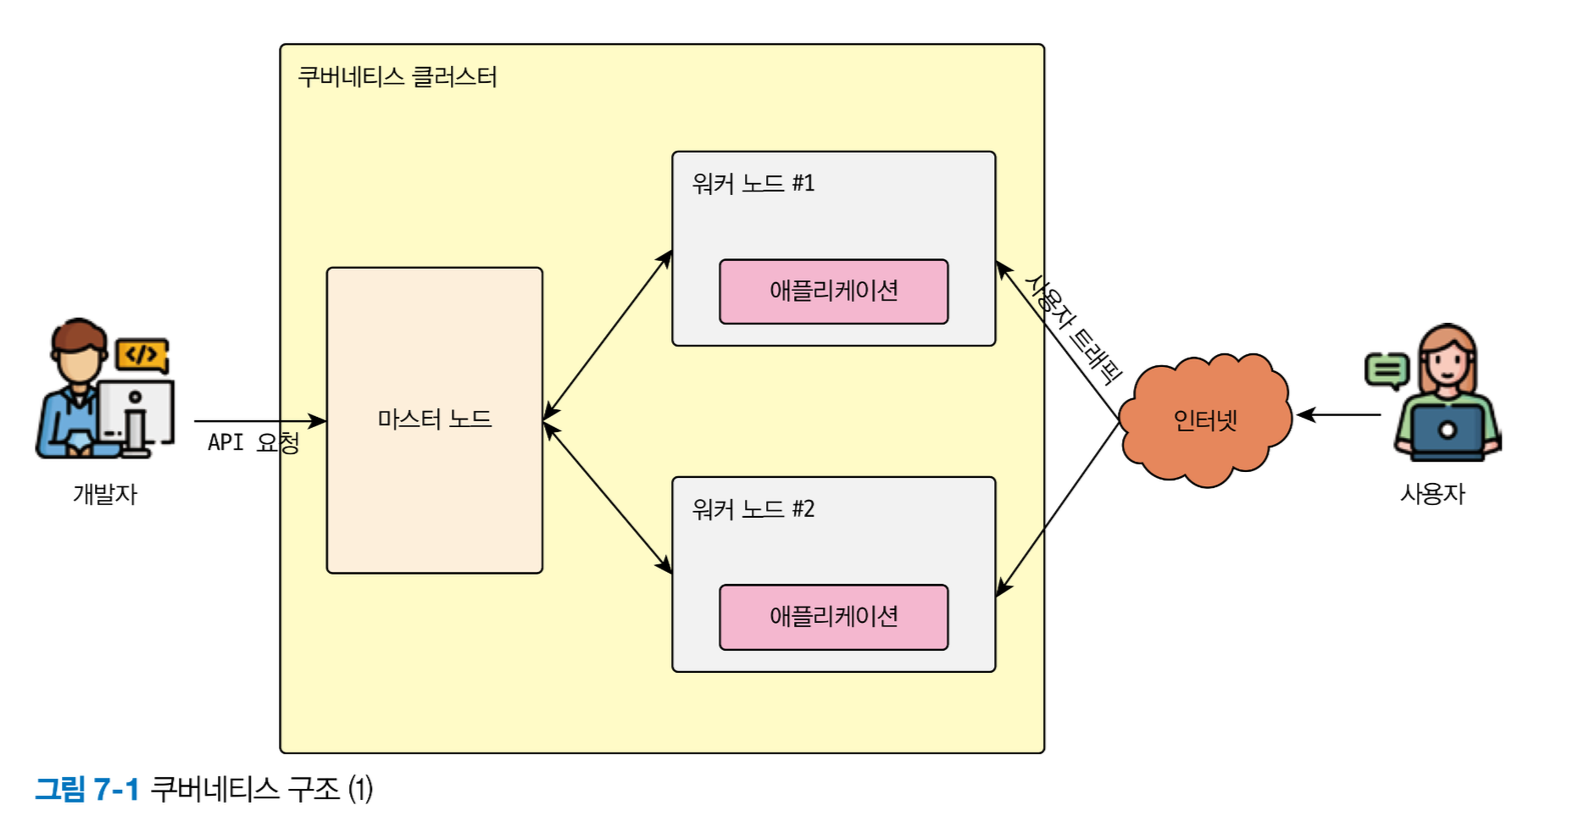 쿠버네티스 클러스터
워커 노드 #1
애플리케이션
사용자 트래픽
</>
마스터 노드
인터넷
API 요청
개발자
사용자
워커 노드 #2
애플리케이션
그림 7-1 쿠버네티스 구조 (1)